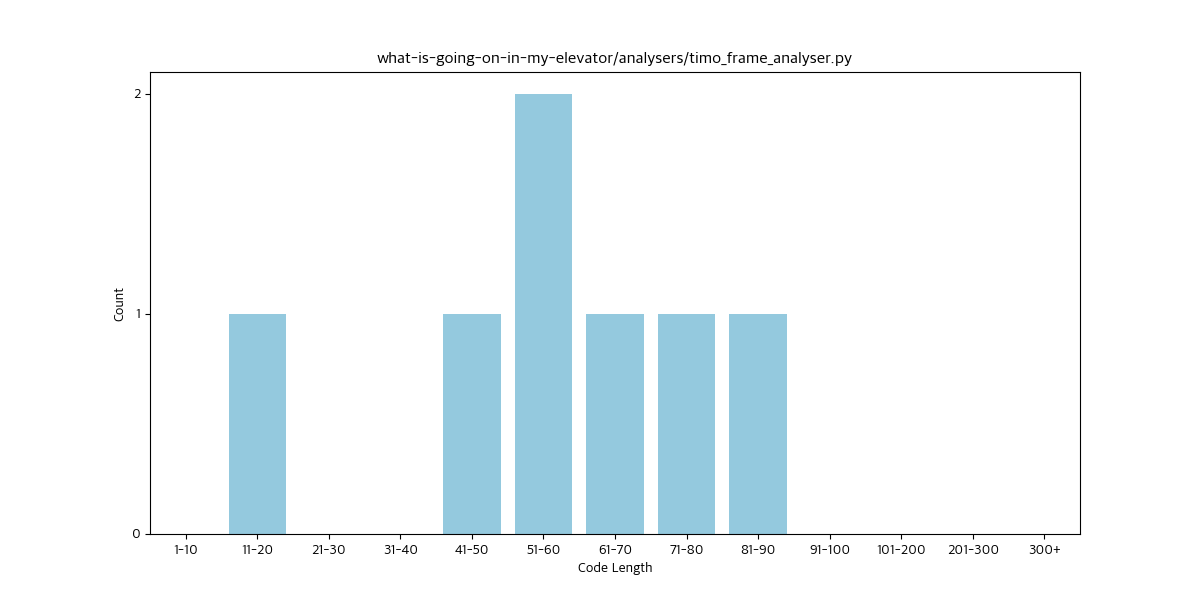 what-is-going-on-in-my-elevator/analysers/timo_frame_analyser.py
2
1
0
Count
1-10 11-20 21-30 31-40 41-50 51-60 61-70 71-80 81-90 91-100 101-200 201-300 300+
Code Length